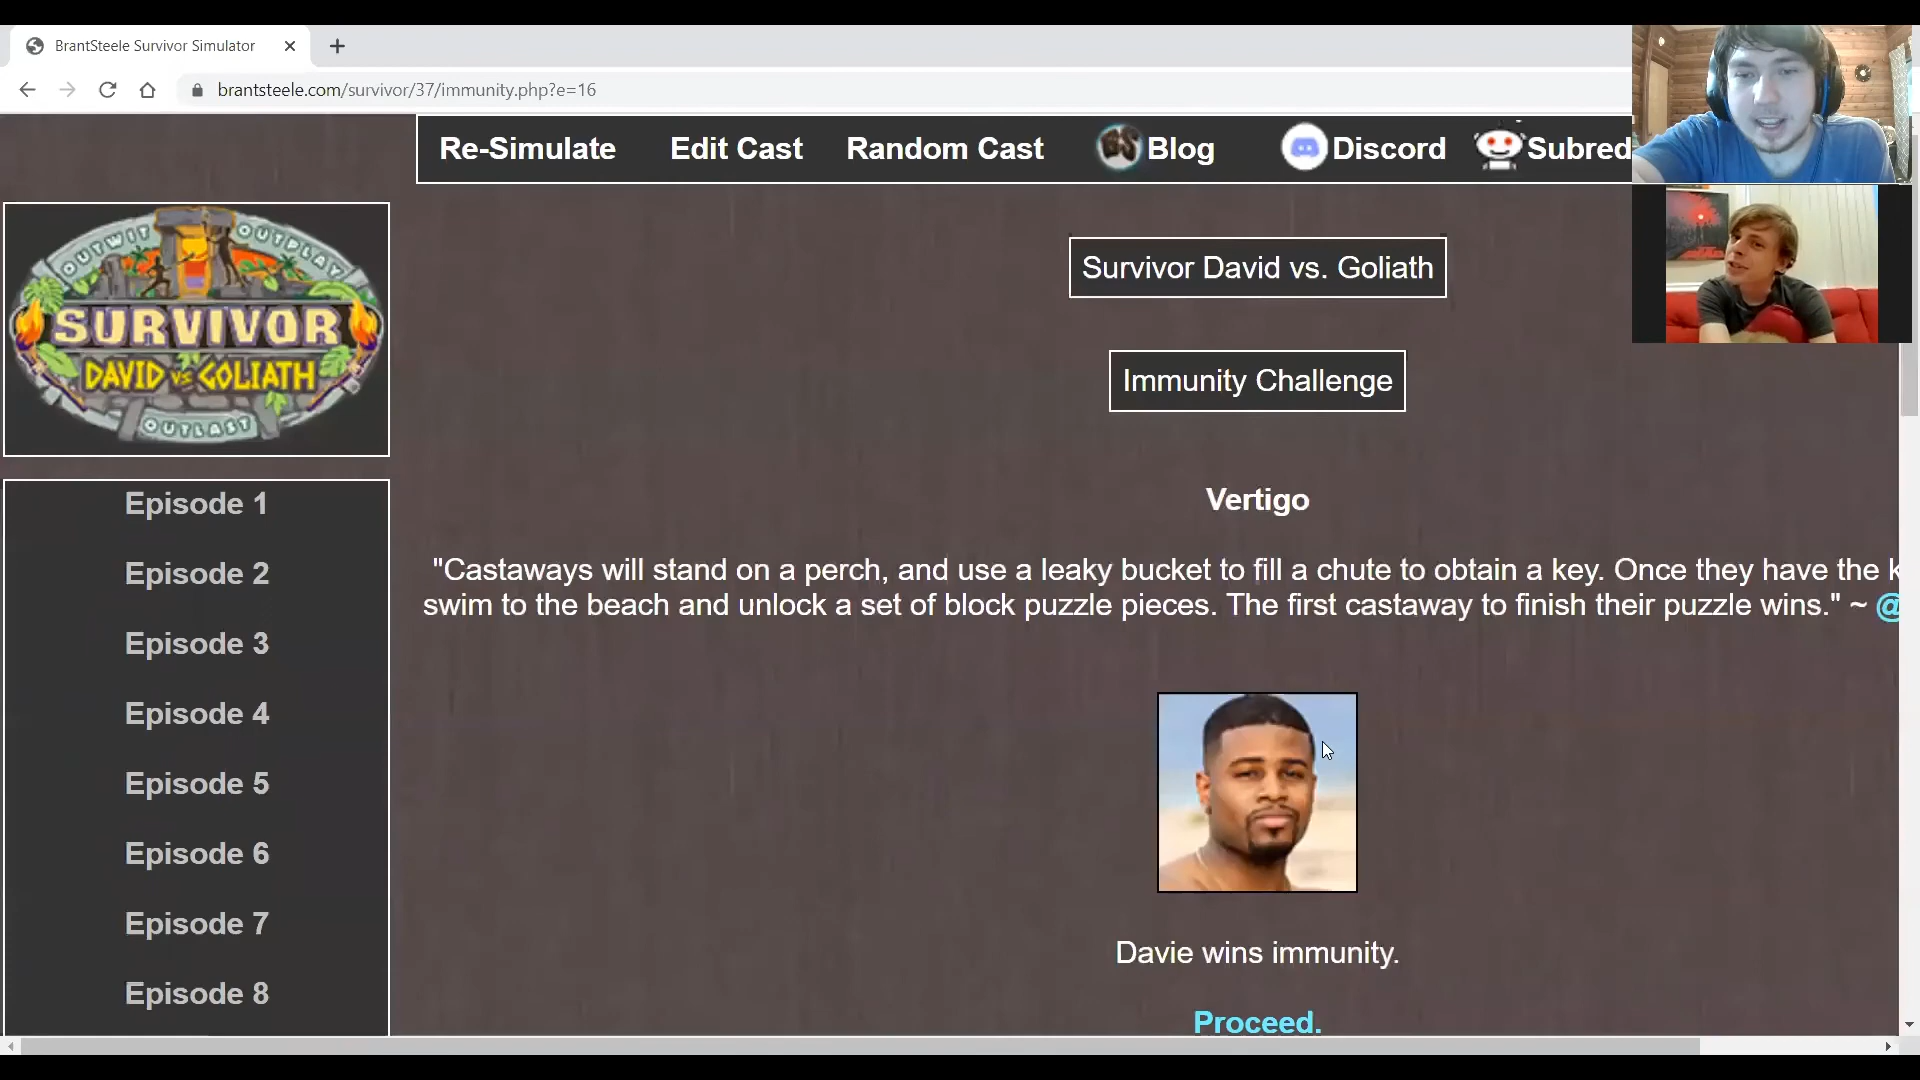 BrantSteele Survivor Simulator
brantsteele.com/survivor/37/immunity.php?e=16
Re-Simulate Edit Cast Random Cast Blog Discord Subred
OUTWIT OUTPLAY
SURVIVOR
DAVID VS GOLIATH
OUTLAST
Survivor David vs. Goliath
Immunity Challenge
Episode 1
Episode 2
Episode 3
Episode 4
Episode 5
Episode 6
Episode 7
Episode 8
Vertigo
"Castaways will stand on a perch, and use a leaky bucket to fill a chute to obtain a key. Once they have the k
swim to the beach and unlock a set of block puzzle pieces. The first castaway to finish their puzzle wins." ~ @
Davie wins immunity.
Proceed.